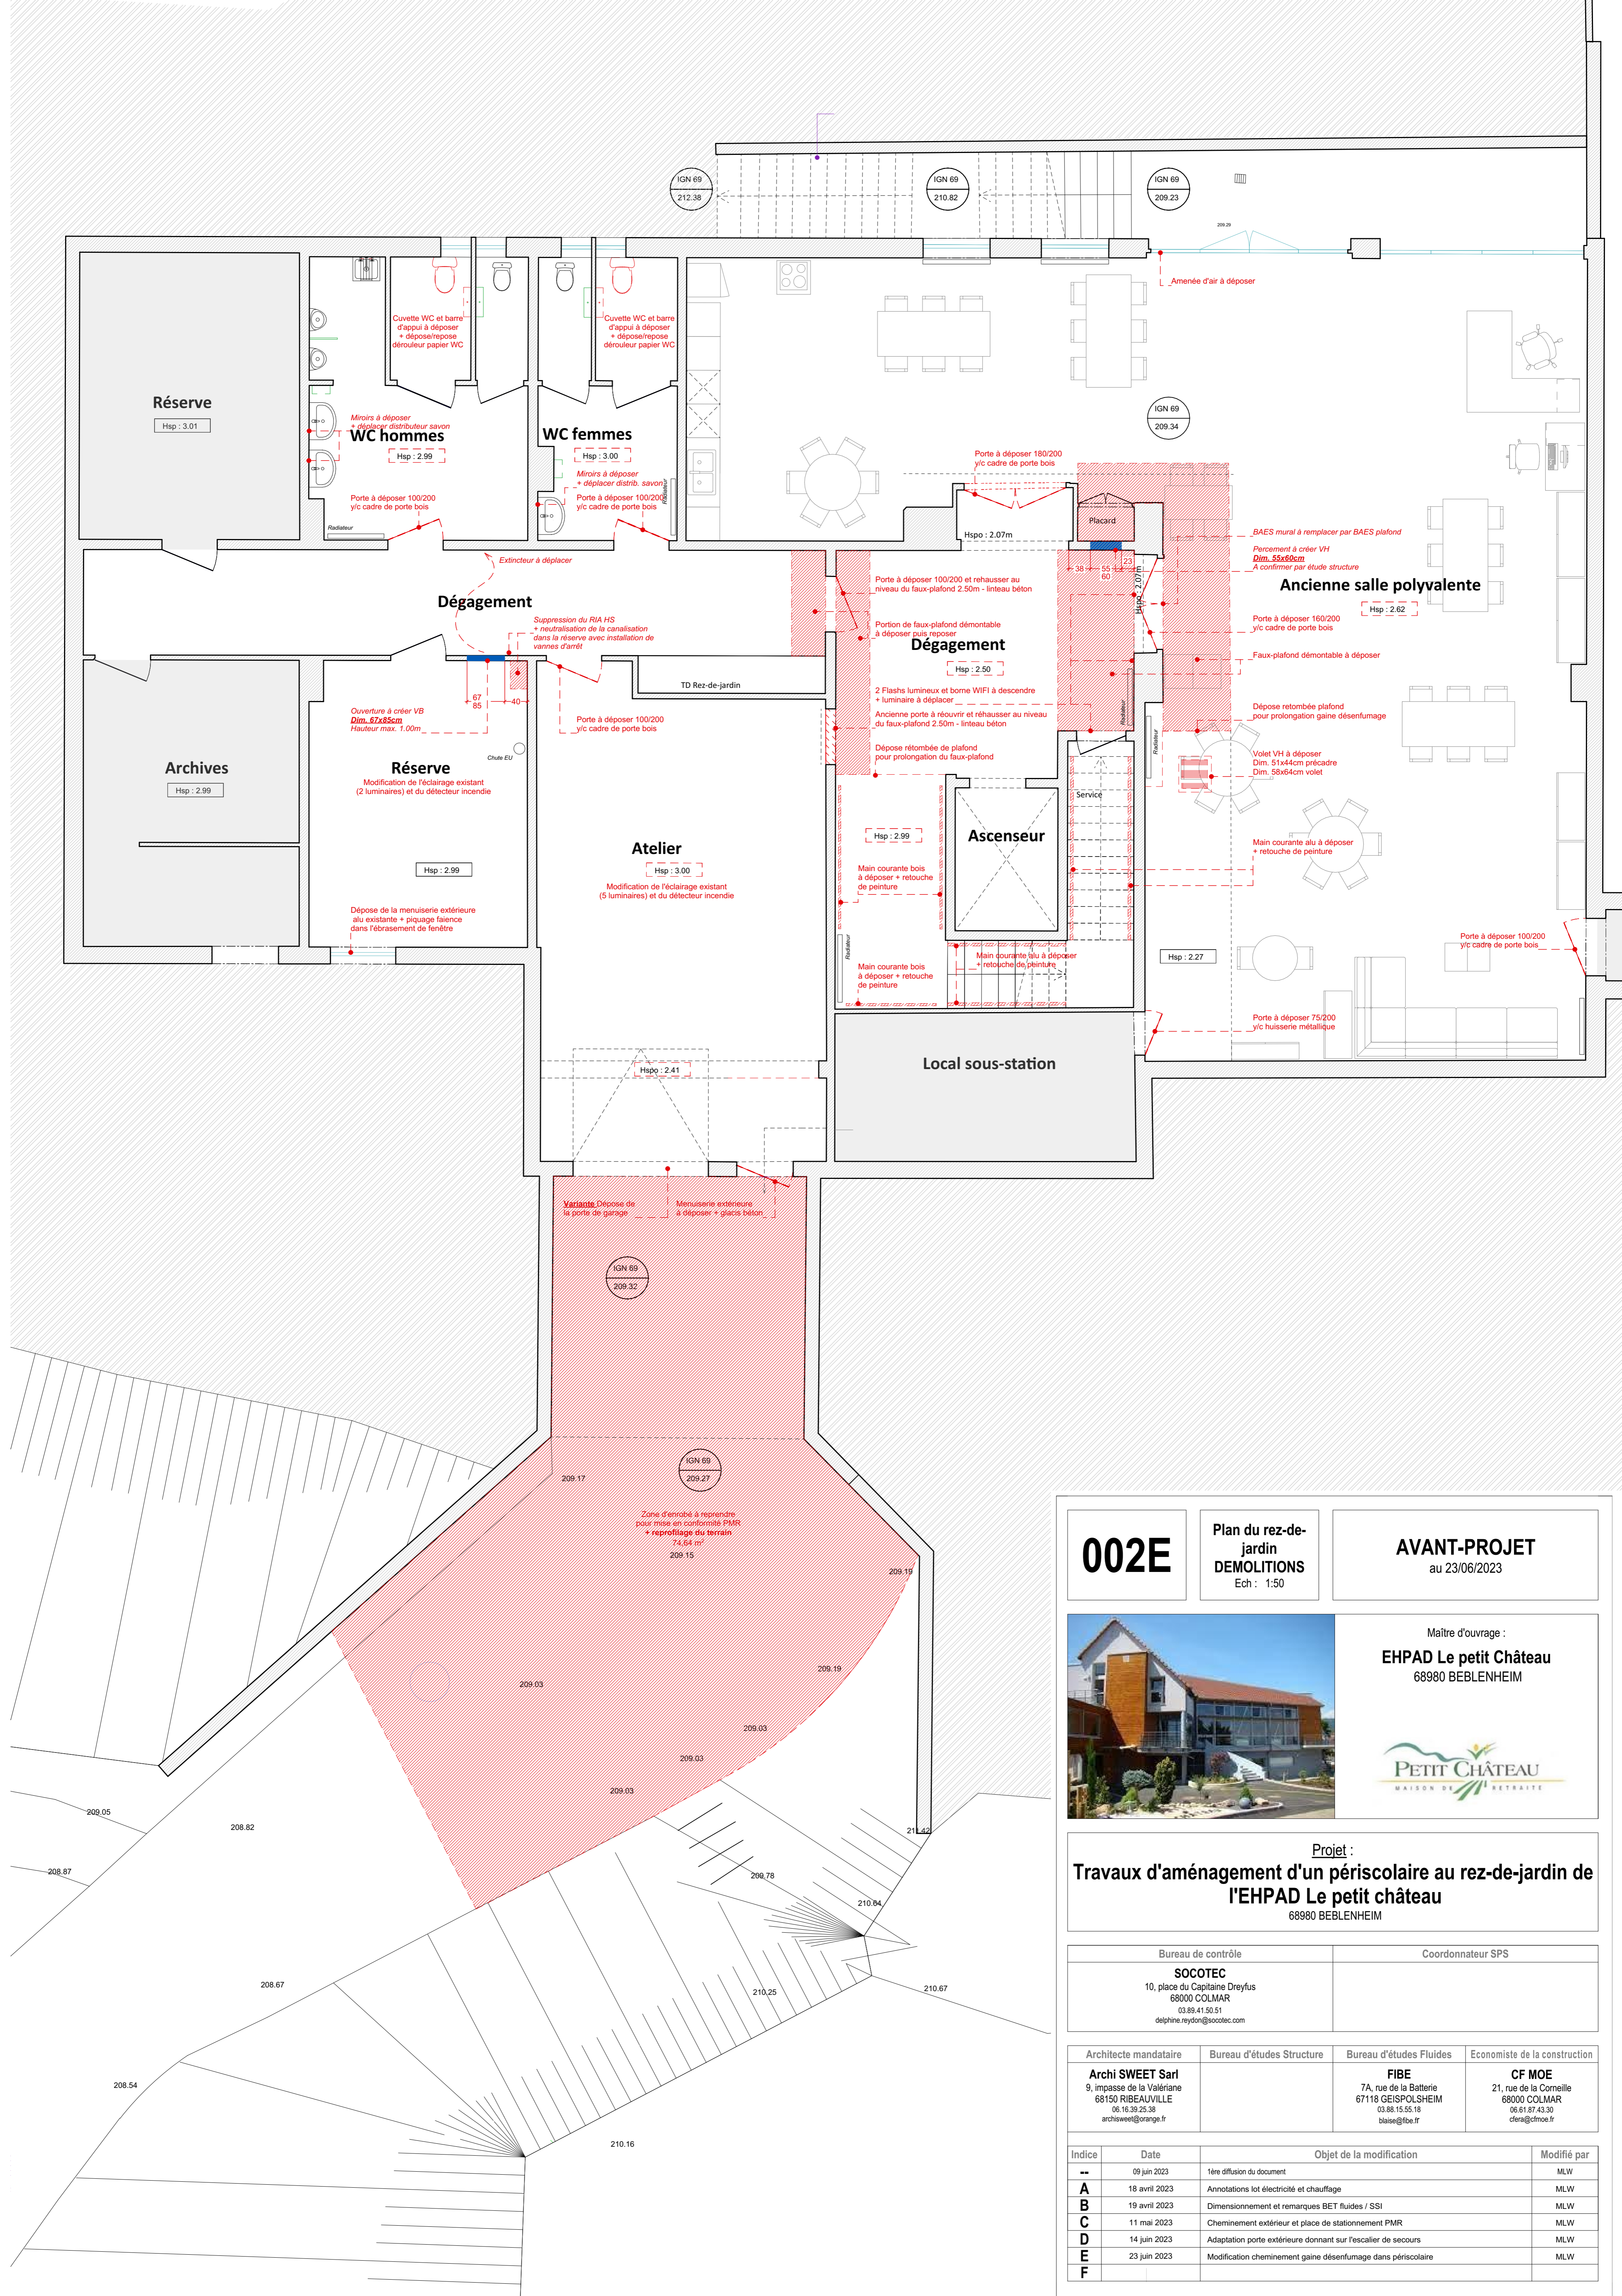 IGN 69
212.38
IGN 69
210.82
IGN 69
209.23
209.29
Amenée d'air à déposer
Cuvette WC et barre
d'appui à déposer
+ dépose/repose
dérouleur papier WC
Cuvette WC et barre
d'appui à déposer
+ dépose/repose
dérouleur papier WC
Réserve
Hsp : 3.01
Miroirs à déposer
+ déplacer distributeur savon
WC hommes
Hsp : 2.99
WC femmes
Hsp : 3.00
Miroirs à déposer
+ déplacer distrib. savon
Porte à déposer 100/200
y/c cadre de porte bois
Porte à déposer 100/200
y/c cadre de porte bois
Radiateur
Radiateur
IGN 69
209.34
Porte à déposer 180/200
y/c cadre de porte bois
Placard
Hspo : 2.07m
38
55
60
23
Hspo : 2.07m
BAES mural à remplacer par BAES plafond
Percement à créer VH
Dim. 55x60cm
A confirmer par étude structure
Ancienne salle polyvalente
Hsp : 2.62
Porte à déposer 160/200
y/c cadre de porte bois
Faux-plafond démontable à déposer
Extincteur à déplacer
Dégagement
Suppression du RIA HS
+ neutralisation de la canalisation
dans la réserve avec installation de
vannes d'arrêt
Porte à déposer 100/200 et rehausser au
niveau du faux-plafond 2.50m - linteau béton
Portion de faux-plafond démontable
à déposer puis reposer
Dégagement
Hsp : 2.50
2 Flashs lumineux et borne WIFI à descendre
+ luminaire à déplacer
Ancienne porte à réouvrir et réhausser au niveau
du faux-plafond 2.50m - linteau béton
Dépose rétombée de plafond
pour prolongation du faux-plafond
Radiateur
Radiateur
TD Rez-de-jardin
67
85
40
Ouverture à créer VB
Dim. 67x85cm
Hauteur max. 1.00m
Porte à déposer 100/200
y/c cadre de porte bois
Dépose retombée plafond
pour prolongation gaine désenfumage
Volet VH à déposer
Dim. 51x44cm précadre
Dim. 58x64cm volet
Chute EU
Archives
Hsp : 2.99
Réserve
Modification de l'éclairage existant
(2 luminaires) et du détecteur incendie
Hsp : 2.99
Service
Hsp : 2.99
Ascenseur
Atelier
Hsp : 3.00
Modification de l'éclairage existant
(5 luminaires) et du détecteur incendie
Main courante bois
à déposer + retouche
de peinture
Main courante alu à déposer
+ retouche de peinture
Dépose de la menuiserie extérieure
alu existante + piquage faience
dans l'ébrasement de fenêtre
Radiateur
Main courante alu à déposer
+ retouche de peinture
Main courante bois
à déposer + retouche
de peinture
Hsp : 2.27
Porte à déposer 100/200
y/c cadre de porte bois
Porte à déposer 75/200
y/c huisserie métallique
Local sous-station
Hspo : 2.41
Variante Dépose de
la porte de garage
Menuiserie extérieure
à déposer + glacis béton
IGN 69
209.32
IGN 69
209.27
209.17
Zone d'enrobé à reprendre
pour mise en conformité PMR
+ reprofilage du terrain
74,64 m²
209.15
209.19
209.19
209.03
209.03
209.03
209.03
209.05
208.82
208.87
211.42
209.78
210.64
208.67
210.25
210.67
208.54
210.16
002E
Plan du rez-de-
jardin
DEMOLITIONS
Ech : 1:50
AVANT-PROJET
au 23/06/2023
Maître d'ouvrage :
EHPAD Le petit Château
68980 BEBLENHEIM
PETIT CHÂTEAU
MAISON DE RETRAITE
Projet :
Travaux d'aménagement d'un périscolaire au rez-de-jardin de
l'EHPAD Le petit château
68980 BEBLENHEIM
Bureau de contrôle
Coordonnateur SPS
SOCOTEC
10, place du Capitaine Dreyfus
68000 COLMAR
03.89.41.50.51
delphine.reydon@socotec.com
Architecte mandataire
Bureau d'études Structure
Bureau d'études Fluides
Economiste de la construction
Archi SWEET Sarl
9, impasse de la Valériane
68150 RIBEAUVILLE
06.16.39.25.38
archisweet@orange.fr
FIBE
7A, rue de la Batterie
67118 GEISPOLSHEIM
03.88.15.55.18
blaise@fibe.ff
CF MOE
21, rue de la Corneille
68000 COLMAR
06.61.87.43.30
cfera@cfmoe.fr
Indice Date Objet de la modification Modifié par
-- 09 juin 2023 1ère diffusion du document MLW
A 18 avril 2023 Annotations lot électricité et chauffage MLW
B 19 avril 2023 Dimensionnement et remarques BET fluides / SSI MLW
C 11 mai 2023 Cheminement extérieur et place de stationnement PMR MLW
D 14 juin 2023 Adaptation porte extérieure donnant sur l'escalier de secours MLW
E 23 juin 2023 Modification cheminement gaine désenfumage dans périscolaire MLW
F